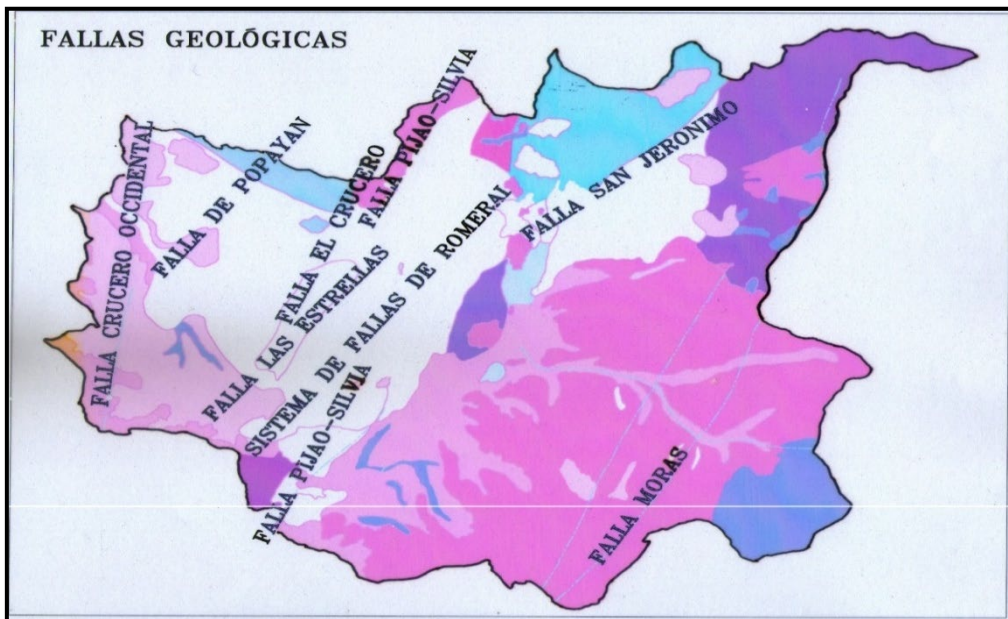 FALLAS GEOLŌGICAS
FALLA CRUCERO OCCIDENTAL
FALLA DE POPAYAN
FALLA EL CRUCERO
FALLA PIJAO-SILVIA
FALLA LAS ESTRELLAS
SISTEMA DE FALLAS DE ROMERAL
FALLA SAN JERONIMO
FALLA PIJAO-SILVIA
FALLA MORAS